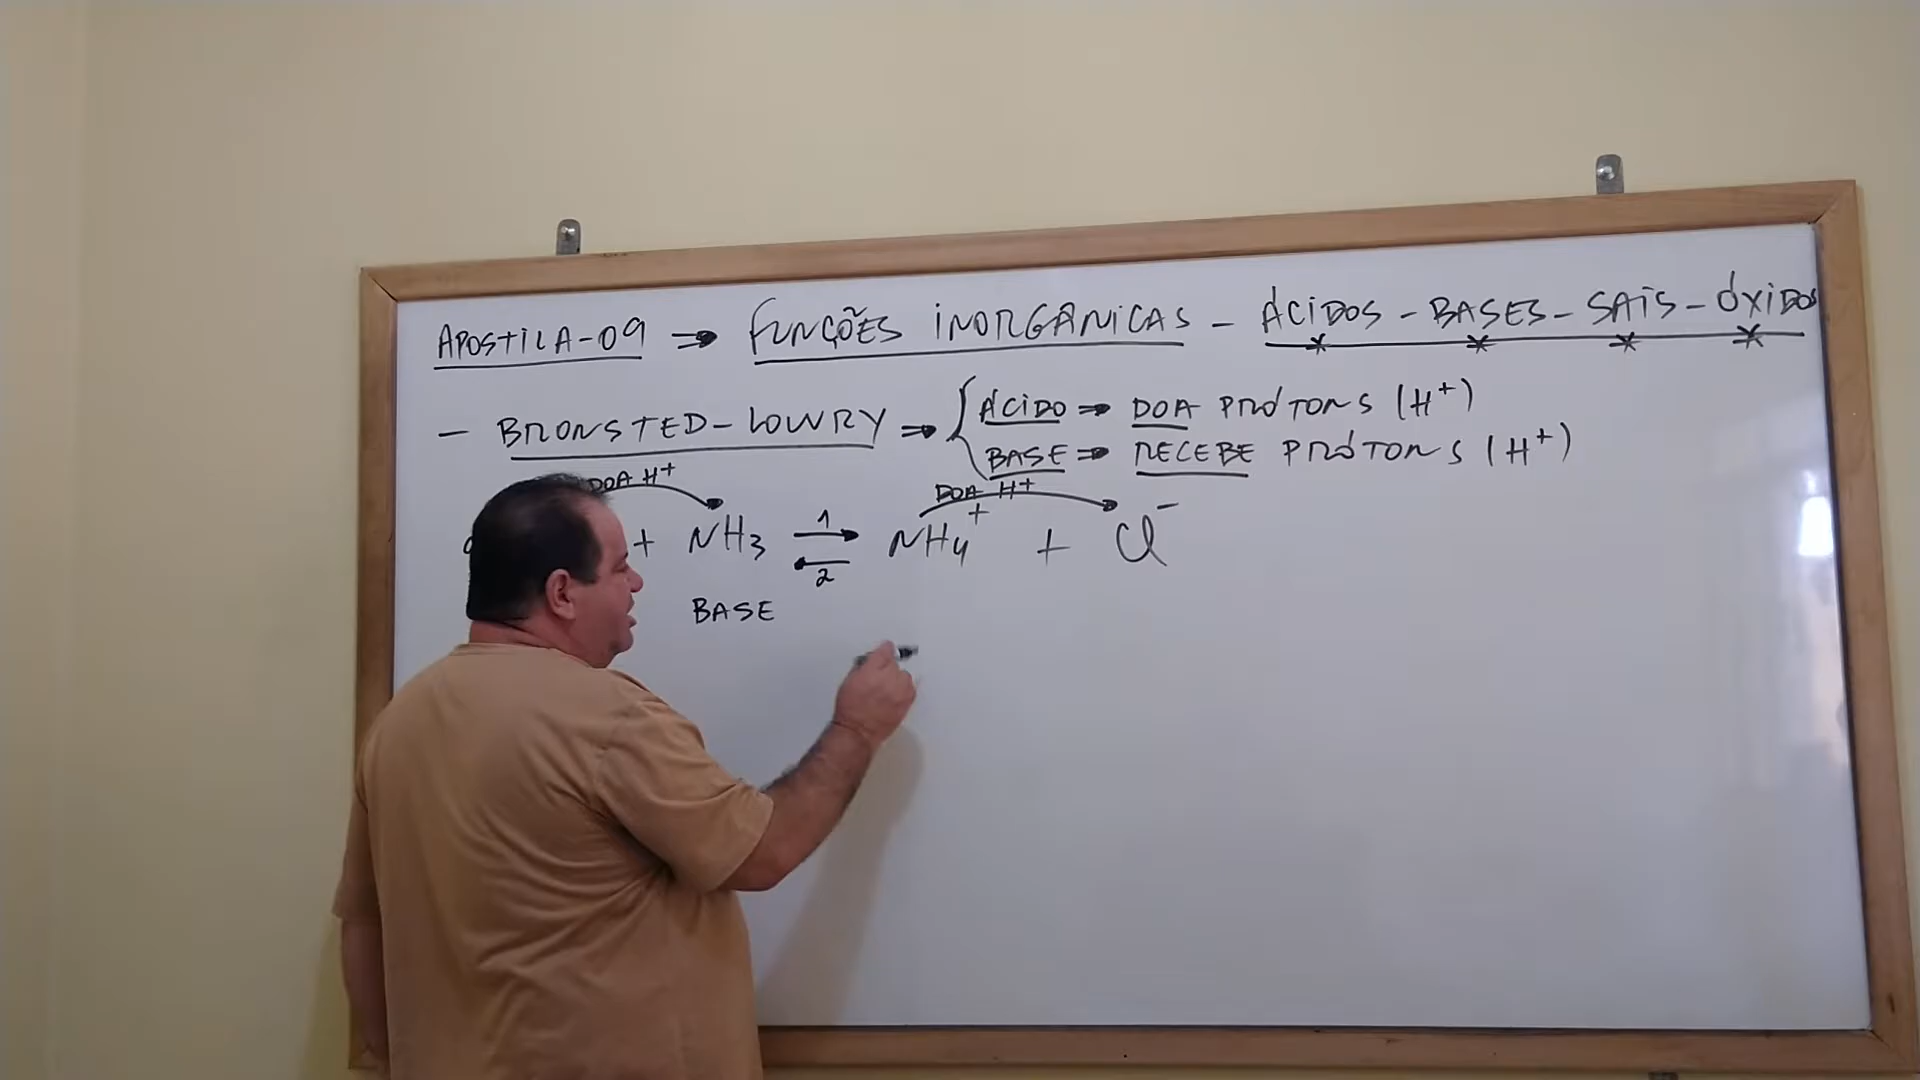 APOSTILA-09 ⇒ FUNÇÕES INORGÂNICAS - ÁCIDOS - BASES - SAIS - ÓXIDOS
- BRONSTED-LOWRY ⇒ { ÁCIDO ⇒ DOA PRÓTONS (H+)
BASE ⇒ RECEBE PRÓTONS (H+)
DOA H+ DOA H+
+ NH3 ⇄ NH4+ + Cl-
1
2
BASE